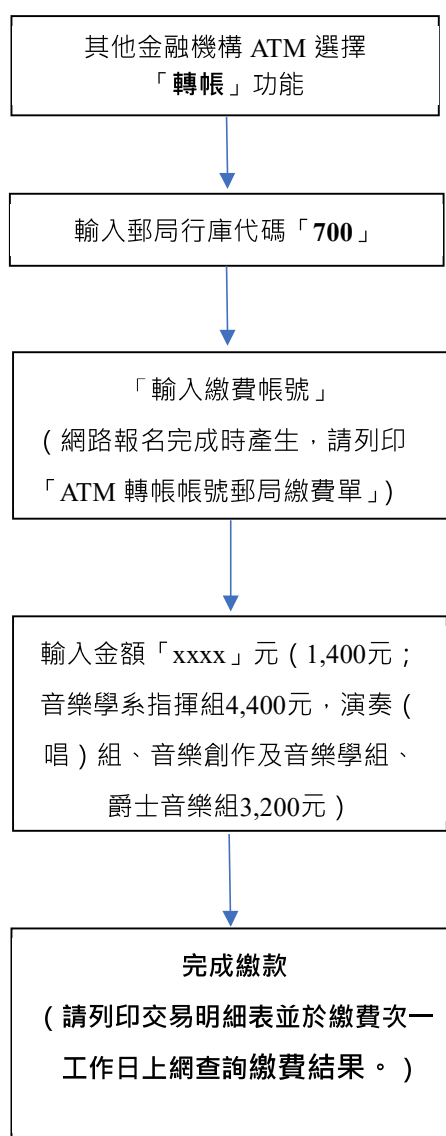 其他金融機構 ATM 選擇
「轉帳」功能
輸入郵局行庫代碼「700」
「輸入繳費帳號」
（網路報名完成時產生，請列印
「ATM 轉帳帳號郵局繳費單」）
輸入金額「xxxx」元（1,400元；
音樂學系指揮組4,400元，演奏（
唱）組、音樂創作及音樂學組、
爵士音樂組3,200元）
完成繳款
（請列印交易明細表並於繳費次一
工作日上網查詢繳費結果。）